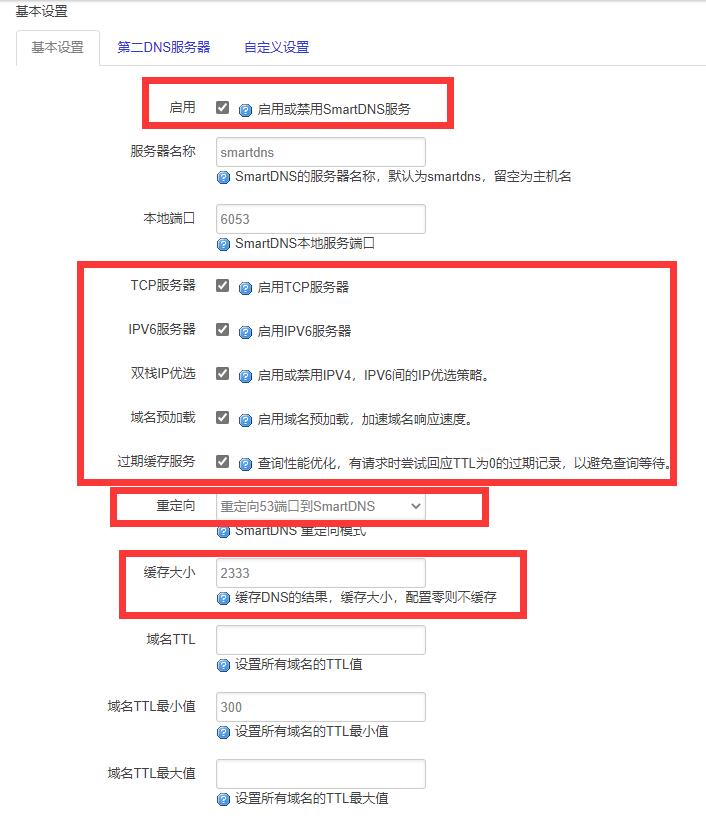 基本设置
基本设置 第二DNS服务器 自定义设置
启用 启用或禁用SmartDNS服务
服务器名称 smartdns
SmartDNS的服务器名称，默认为smartdns，留空为主机名
本地端口 6053
SmartDNS本地服务端口
TCP服务器 启用TCP服务器
IPV6服务器 启用IPV6服务器
双栈IP优选 启用或禁用IPV4，IPV6间的IP优选策略。
域名预加载 启用域名预加载，加速域名响应速度。
过期缓存服务 查询性能优化，有请求时尝试回应TTL为0的过期记录，以避免查询等待。
重定向 重定向53端口到SmartDNS
SmartDNS 重定向模式
缓存大小 2333
缓存DNS的结果，缓存大小，配置零则不缓存
域名TTL
设置所有域名的TTL值
域名TTL最小值 300
设置所有域名的TTL最小值
域名TTL最大值
设置所有域名的TTL最大值